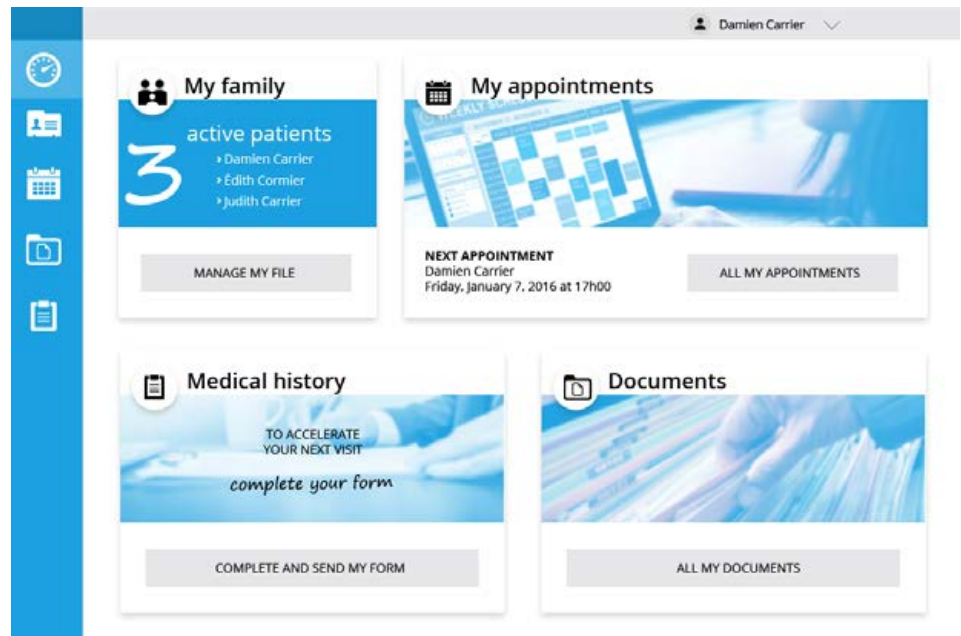 Damien Carrier
My family
3
active patients
› Damien Carrier
› Édith Cormier
› Judith Carrier
MANAGE MY FILE
My appointments
WEEKLY
NEXT APPOINTMENT
Damien Carrier
Friday, January 7, 2016 at 17h00
ALL MY APPOINTMENTS
Medical history
TO ACCELERATE
YOUR NEXT VISIT
complete your form
COMPLETE AND SEND MY FORM
Documents
ALL MY DOCUMENTS